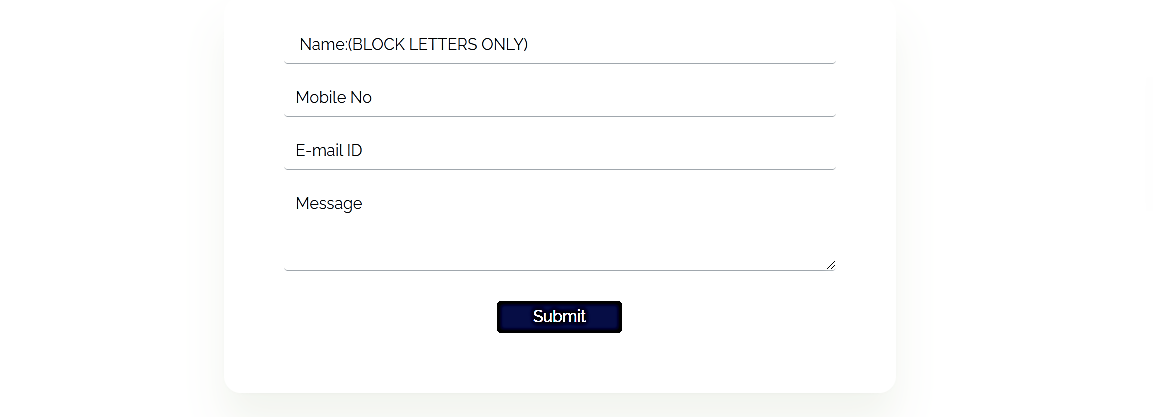 Name:(BLOCK LETTERS ONLY)
Mobile No
E-mail ID
Message
Submit